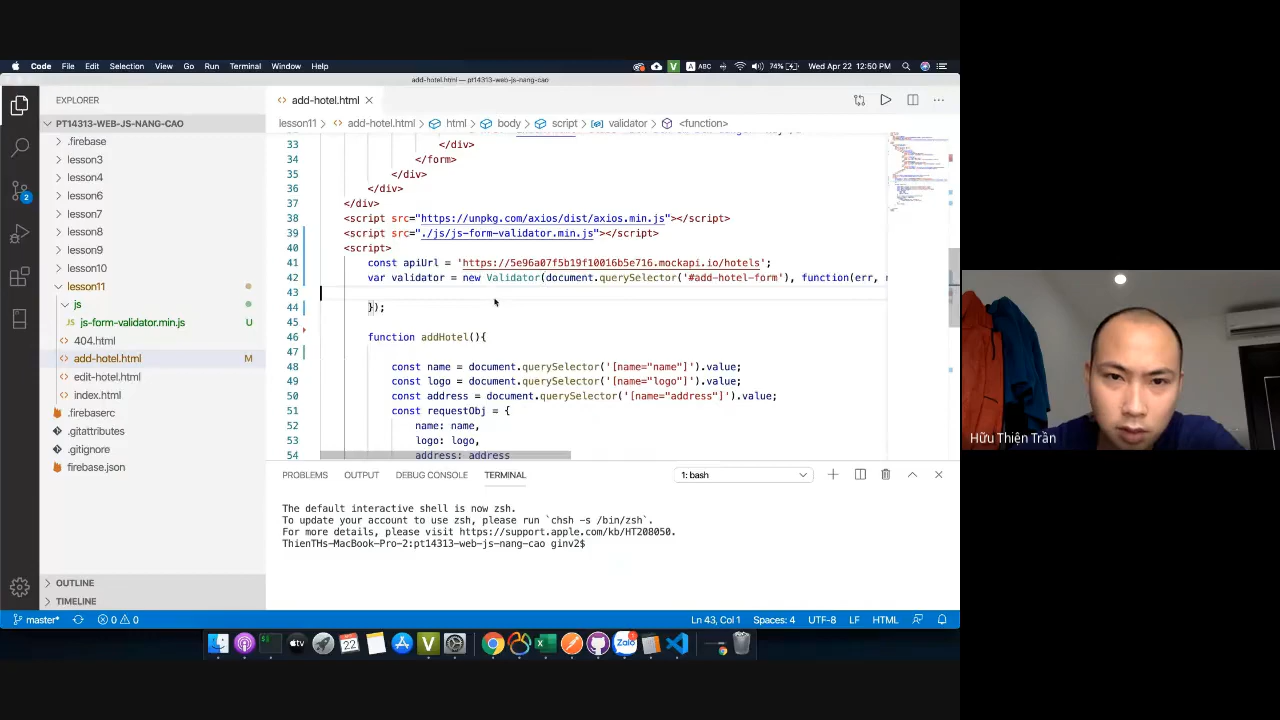 Code File Edit Selection View Go Run Terminal Window Help
V A ABC 74% Wed Apr 22 12:50 PM
add-hotel.html — pt14313-web-js-nang-cao
EXPLORER
add-hotel.html
PT14313-WEB-JS-NANG-CAO
lesson11 > add-hotel.html > html > body > script > validator > <function>
.firebase
lesson3
lesson4
lesson6
lesson7
lesson8
lesson9
lesson10
lesson11
js
JS js-form-validator.min.js U
404.html
add-hotel.html M
edit-hotel.html
index.html
.firebaserc
.gitattributes
.gitignore
firebase.json
OUTLINE
TIMELINE
2
33 </div>
34 </form>
35 </div>
36 </div>
37 </div>
38 <script src="https://unpkg.com/axios/dist/axios.min.js"></script>
39 <script src="./js/js-form-validator.min.js"></script>
40 <script>
41 const apiUrl = 'https://5e96a07f5b19f10016b5e716.mockapi.io/hotels';
42 var validator = new Validator(document.querySelector('#add-hotel-form'), function(err,
43
44 });
45
46 function addHotel(){
47
48 const name = document.querySelector('[name="name"]').value;
49 const logo = document.querySelector('[name="logo"]').value;
50 const address = document.querySelector('[name="address"]').value;
51 const requestObj = {
52 name: name,
53 logo: logo,
54 address: address
PROBLEMS OUTPUT DEBUG CONSOLE TERMINAL 1: bash
The default interactive shell is now zsh.
To update your account to use zsh, please run `chsh -s /bin/zsh`.
For more details, please visit https://support.apple.com/kb/HT208050.
ThienTHs-MacBook-Pro-2:pt14313-web-js-nang-cao ginv2$
master* 0 0 Ln 43, Col 1 Spaces: 4 UTF-8 LF HTML
tv 22 V Zalo
Hữu Thiện Trần